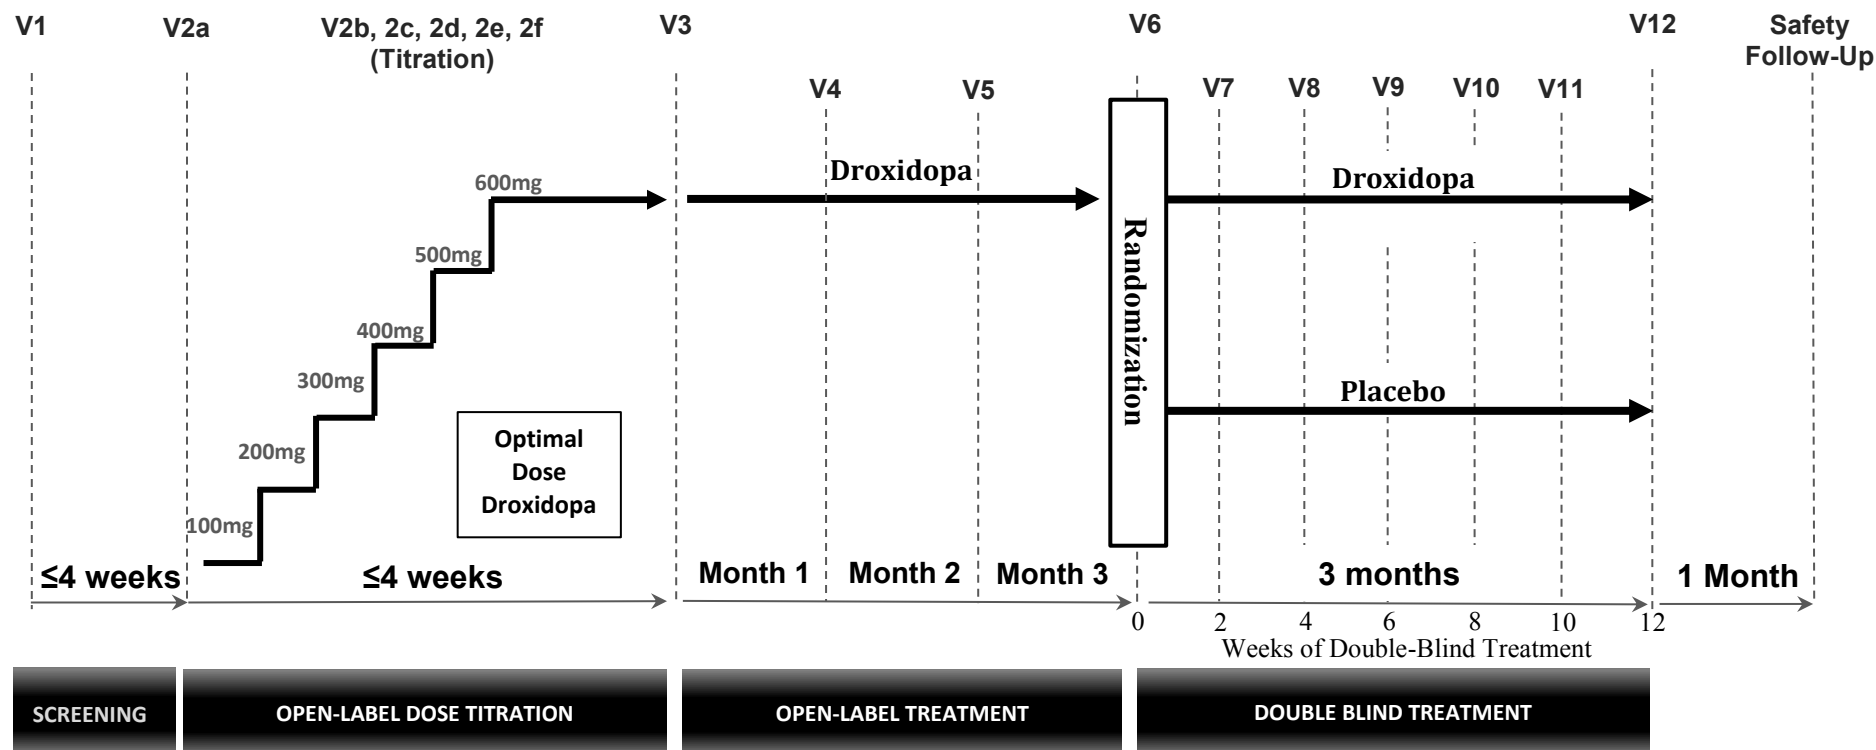 V1
V2a
V2b, 2c, 2d, 2e, 2f
(Titration)
V3
V6
V12
Safety
Follow-Up
V4
V5
V7
V8
V9
V10
V11
600mg
500mg
400mg
300mg
200mg
100mg
Droxidopa
Droxidopa
Randomization
Placebo
Optimal
Dose
Droxidopa
≤4 weeks
≤4 weeks
Month 1
Month 2
Month 3
3 months
1 Month
0 2 4 6 8 10 12
Weeks of Double-Blind Treatment
SCREENING
OPEN-LABEL DOSE TITRATION
OPEN-LABEL TREATMENT
DOUBLE BLIND TREATMENT